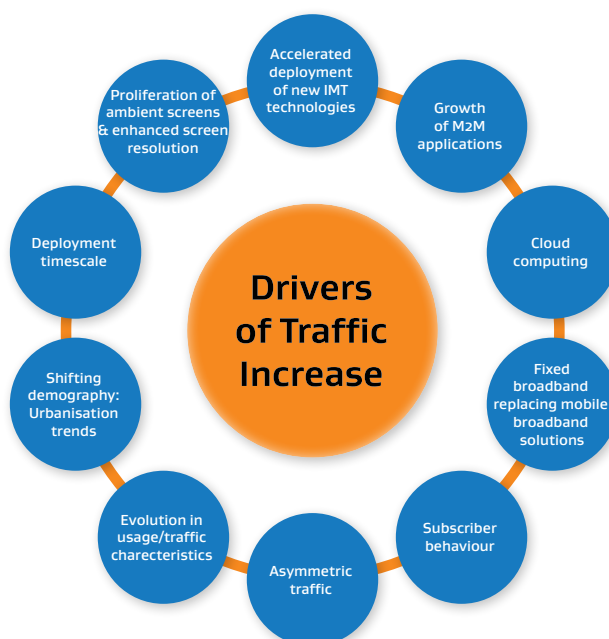 Accelerated
deployment
of new IMT
technologies
Growth
of M2M
applications
Cloud
computing
Fixed
broadband
replacing mobile
broadband
solutions
Subscriber
behaviour
Asymmetric
traffic
Evolution in
usage/traffic
charecteristics
Shifting
demography:
Urbanisation
trends
Deployment
timescale
Proliferation of
ambient screens
& enhanced screen
resolution
Drivers
of Traffic
Increase